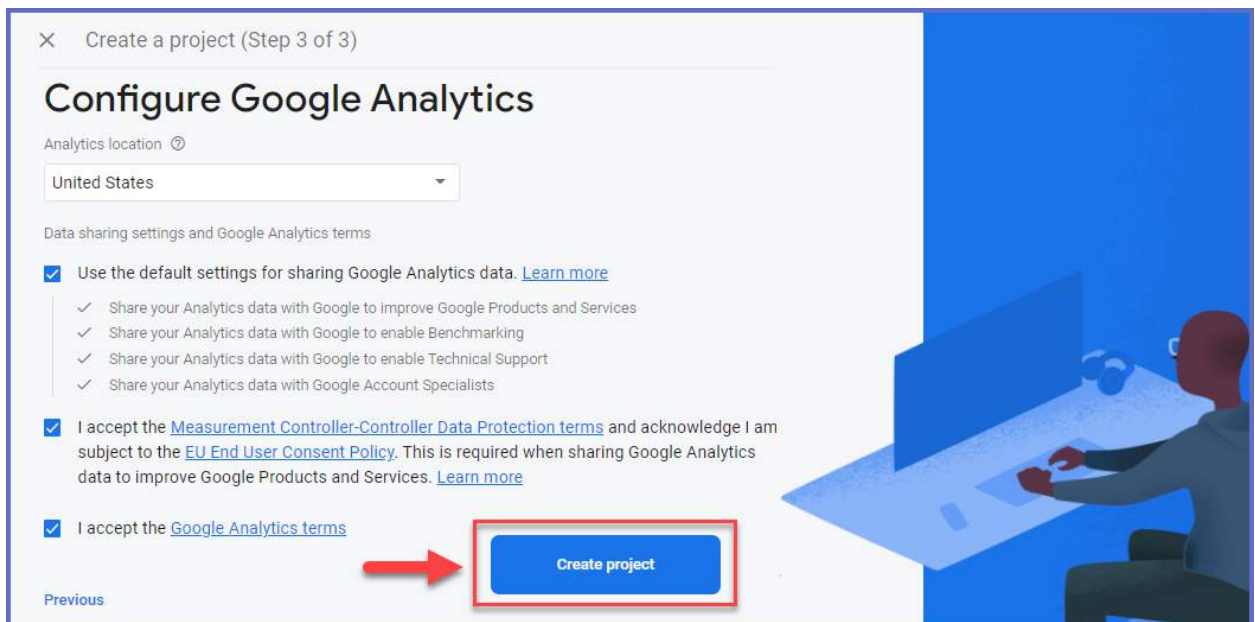 Create a project (Step 3 of 3)
Configure Google Analytics
Analytics location
United States
Data sharing settings and Google Analytics terms
Use the default settings for sharing Google Analytics data. Learn more
Share your Analytics data with Google to improve Google Products and Services
Share your Analytics data with Google to enable Benchmarking
Share your Analytics data with Google to enable Technical Support
Share your Analytics data with Google Account Specialists
I accept the Measurement Controller-Controller Data Protection terms and acknowledge I am
subject to the EU End User Consent Policy. This is required when sharing Google Analytics
data to improve Google Products and Services. Learn more
I accept the Google Analytics terms
Create project
Previous